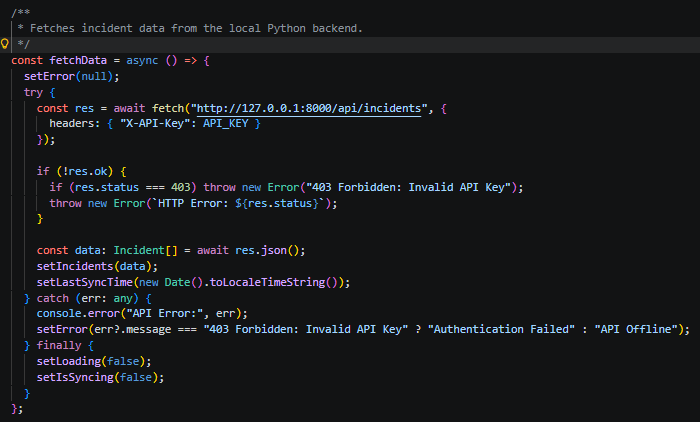 /**
 * Fetches incident data from the local Python backend.
 */
const fetchData = async () => {
  setError(null);
  try {
    const res = await fetch("http://127.0.0.1:8000/api/incidents", {
      headers: { "X-API-Key": API_KEY }
    });

    if (!res.ok) {
      if (res.status === 403) throw new Error("403 Forbidden: Invalid API Key");
      throw new Error(`HTTP Error: ${res.status}`);
    }

    const data: Incident[] = await res.json();
    setIncidents(data);
    setLastSyncTime(new Date().toLocaleTimeString());
  } catch (err: any) {
    console.error("API Error:", err);
    setError(err?.message === "403 Forbidden: Invalid API Key" ? "Authentication Failed" : "API Offline");
  } finally {
    setLoading(false);
    setIsSyncing(false);
  }
};